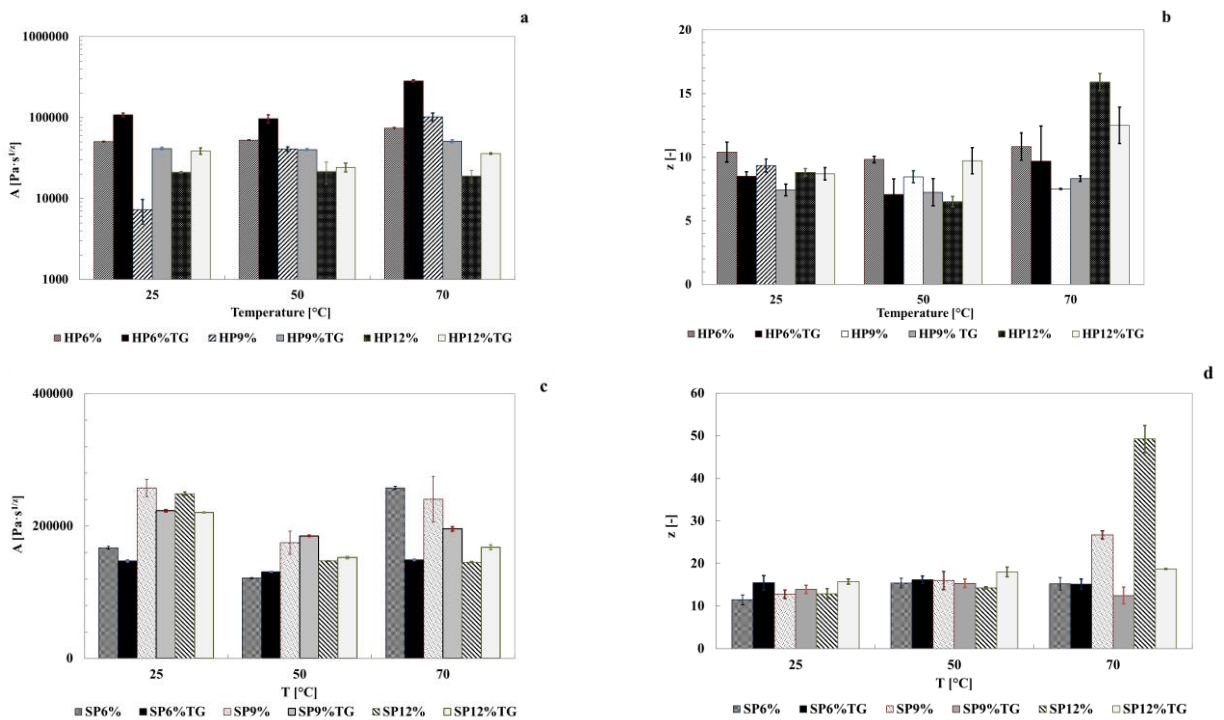 a
1000000
100000
10000
1000
A [Pa·s¹/ᶻ]
25 50 70
Temperature [°C]
HP6% HP6%TG HP9% HP9%TG HP12% HP12%TG
b
20
15
10
5
0
z [-]
25 50 70
Temperature [°C]
HP6% HP6%TG HP9% HP9% TG HP12% HP12%TG
c
400000
200000
0
A [Pa·s¹/ᶻ]
25 50 70
T [°C]
SP6% SP6%TG SP9% SP9%TG SP12% SP12%TG
d
60
50
40
30
20
10
0
z [-]
25 50 70
T [°C]
SP6% SP6%TG SP9% SP9%TG SP12% SP12%TG